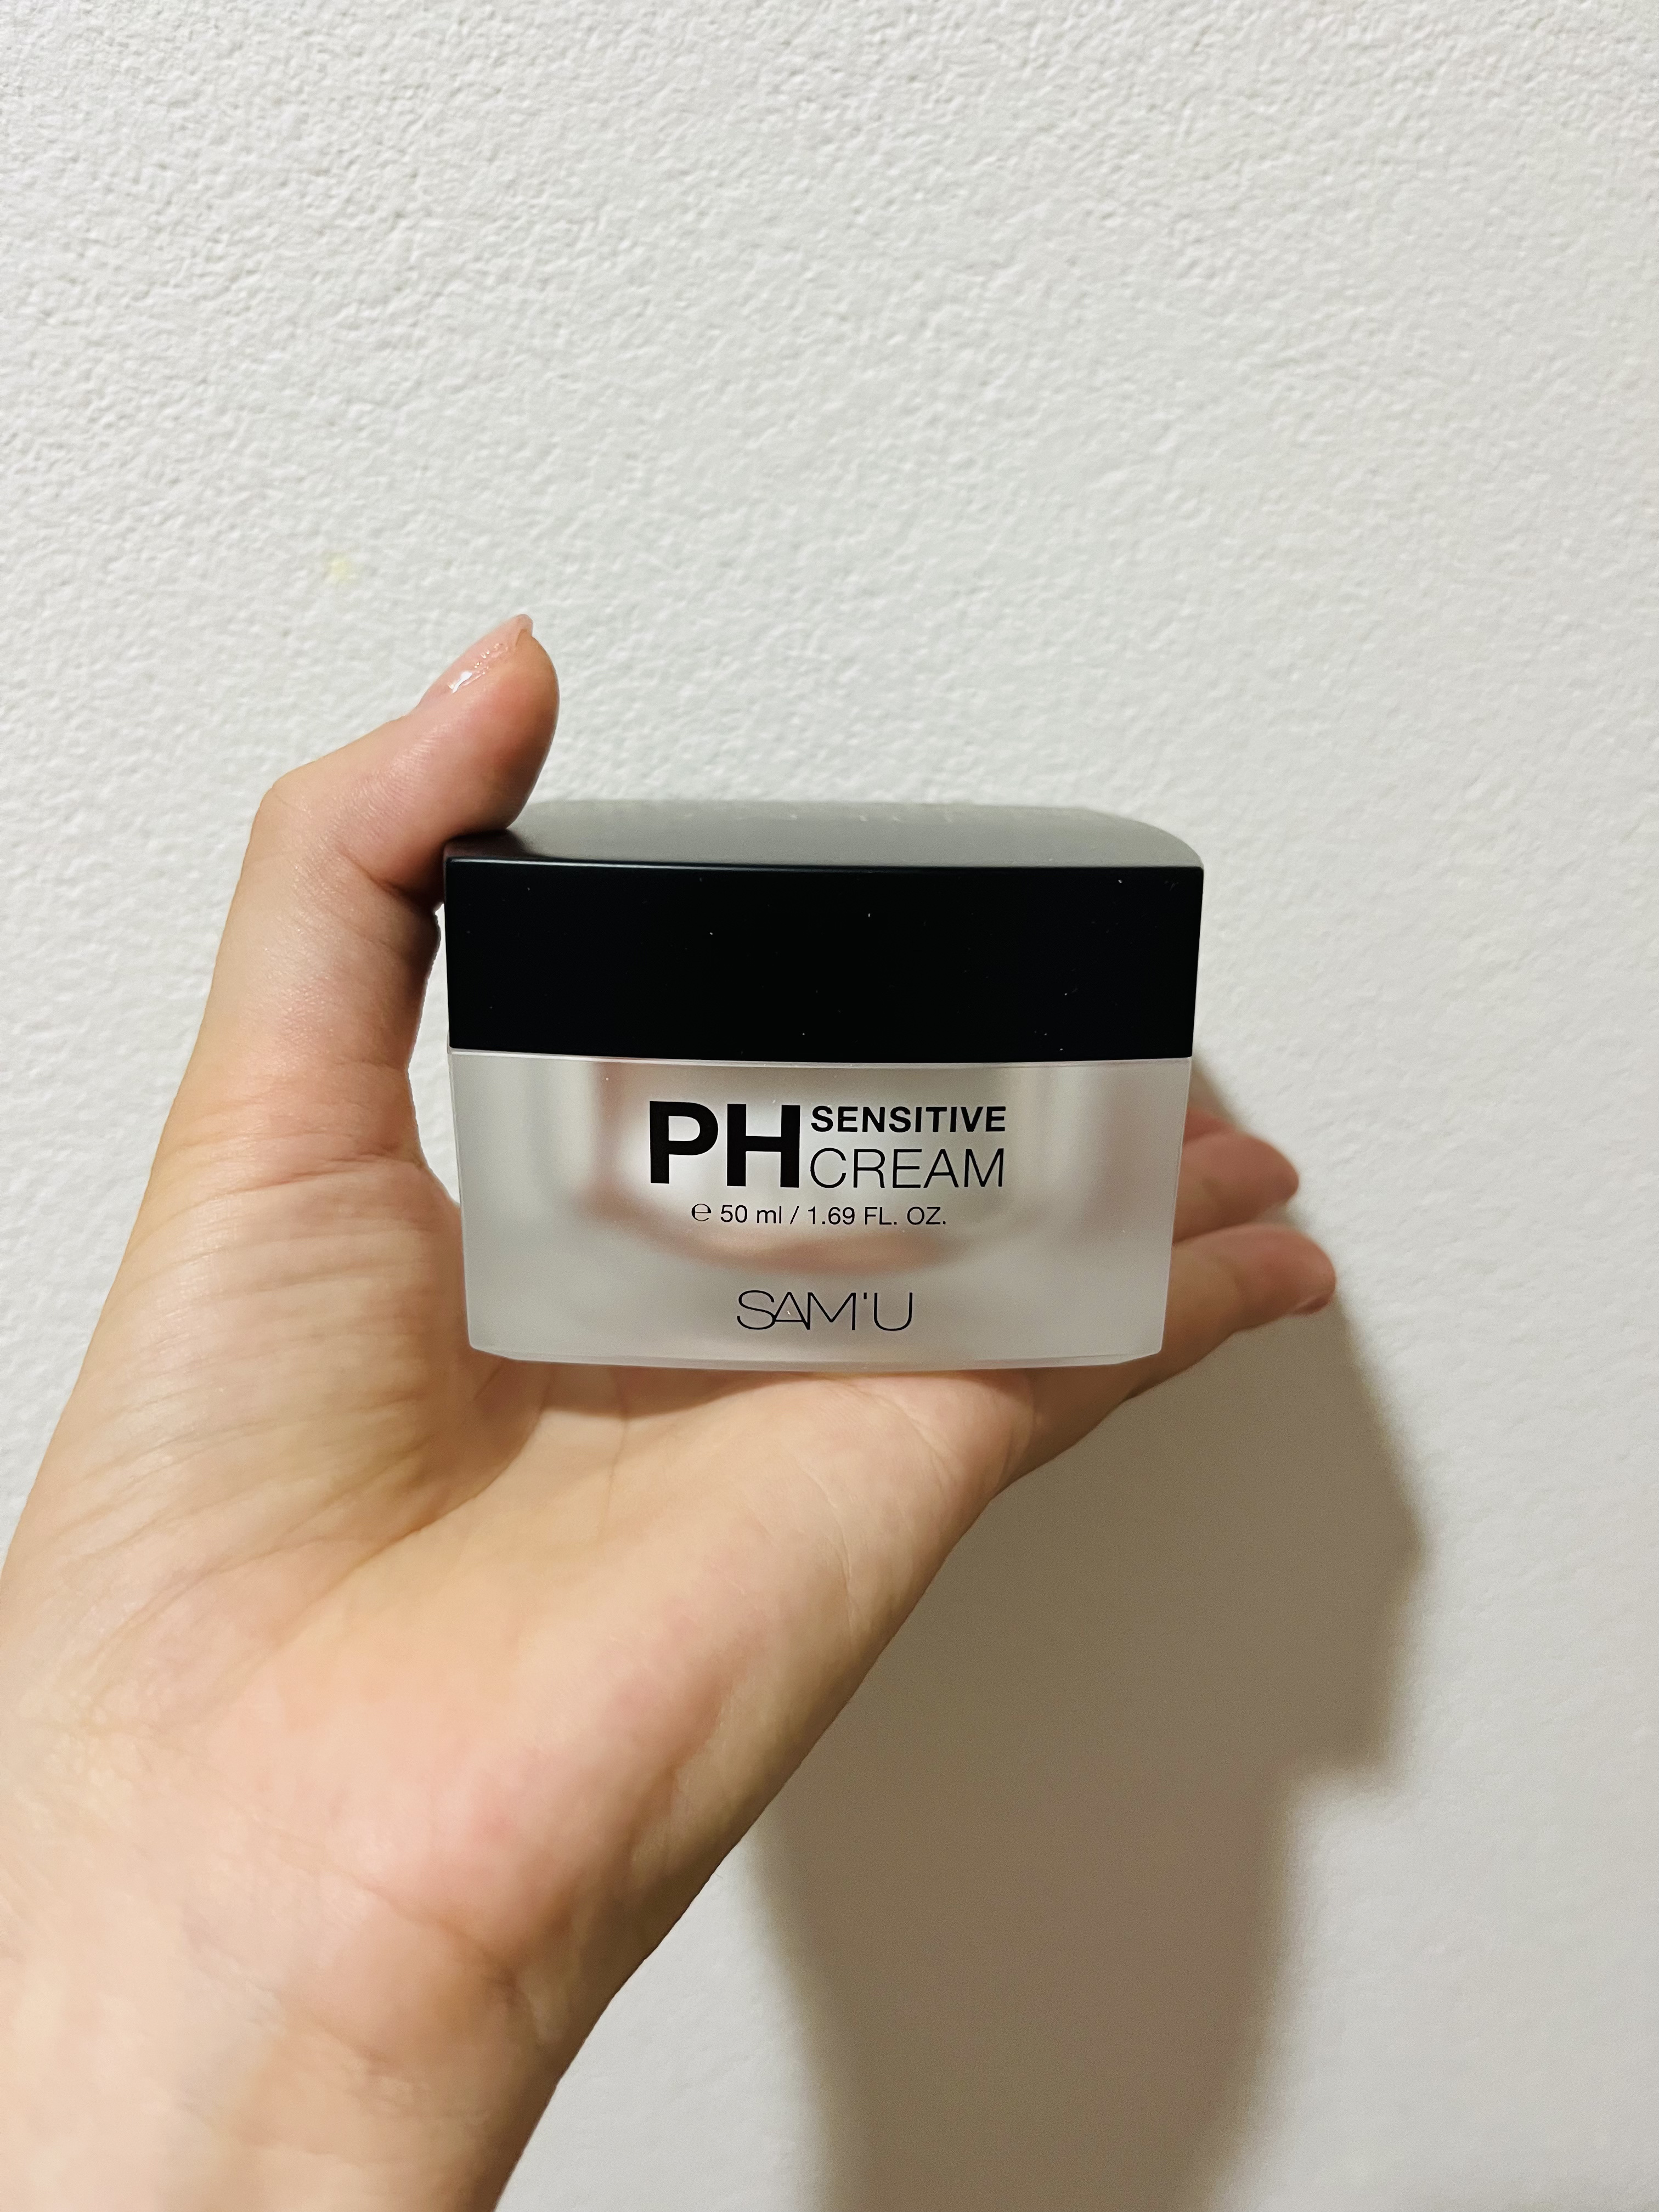 PH SENSITIVE
CREAM
℮ 50 ml / 1.69 FL. OZ.
SAM'U